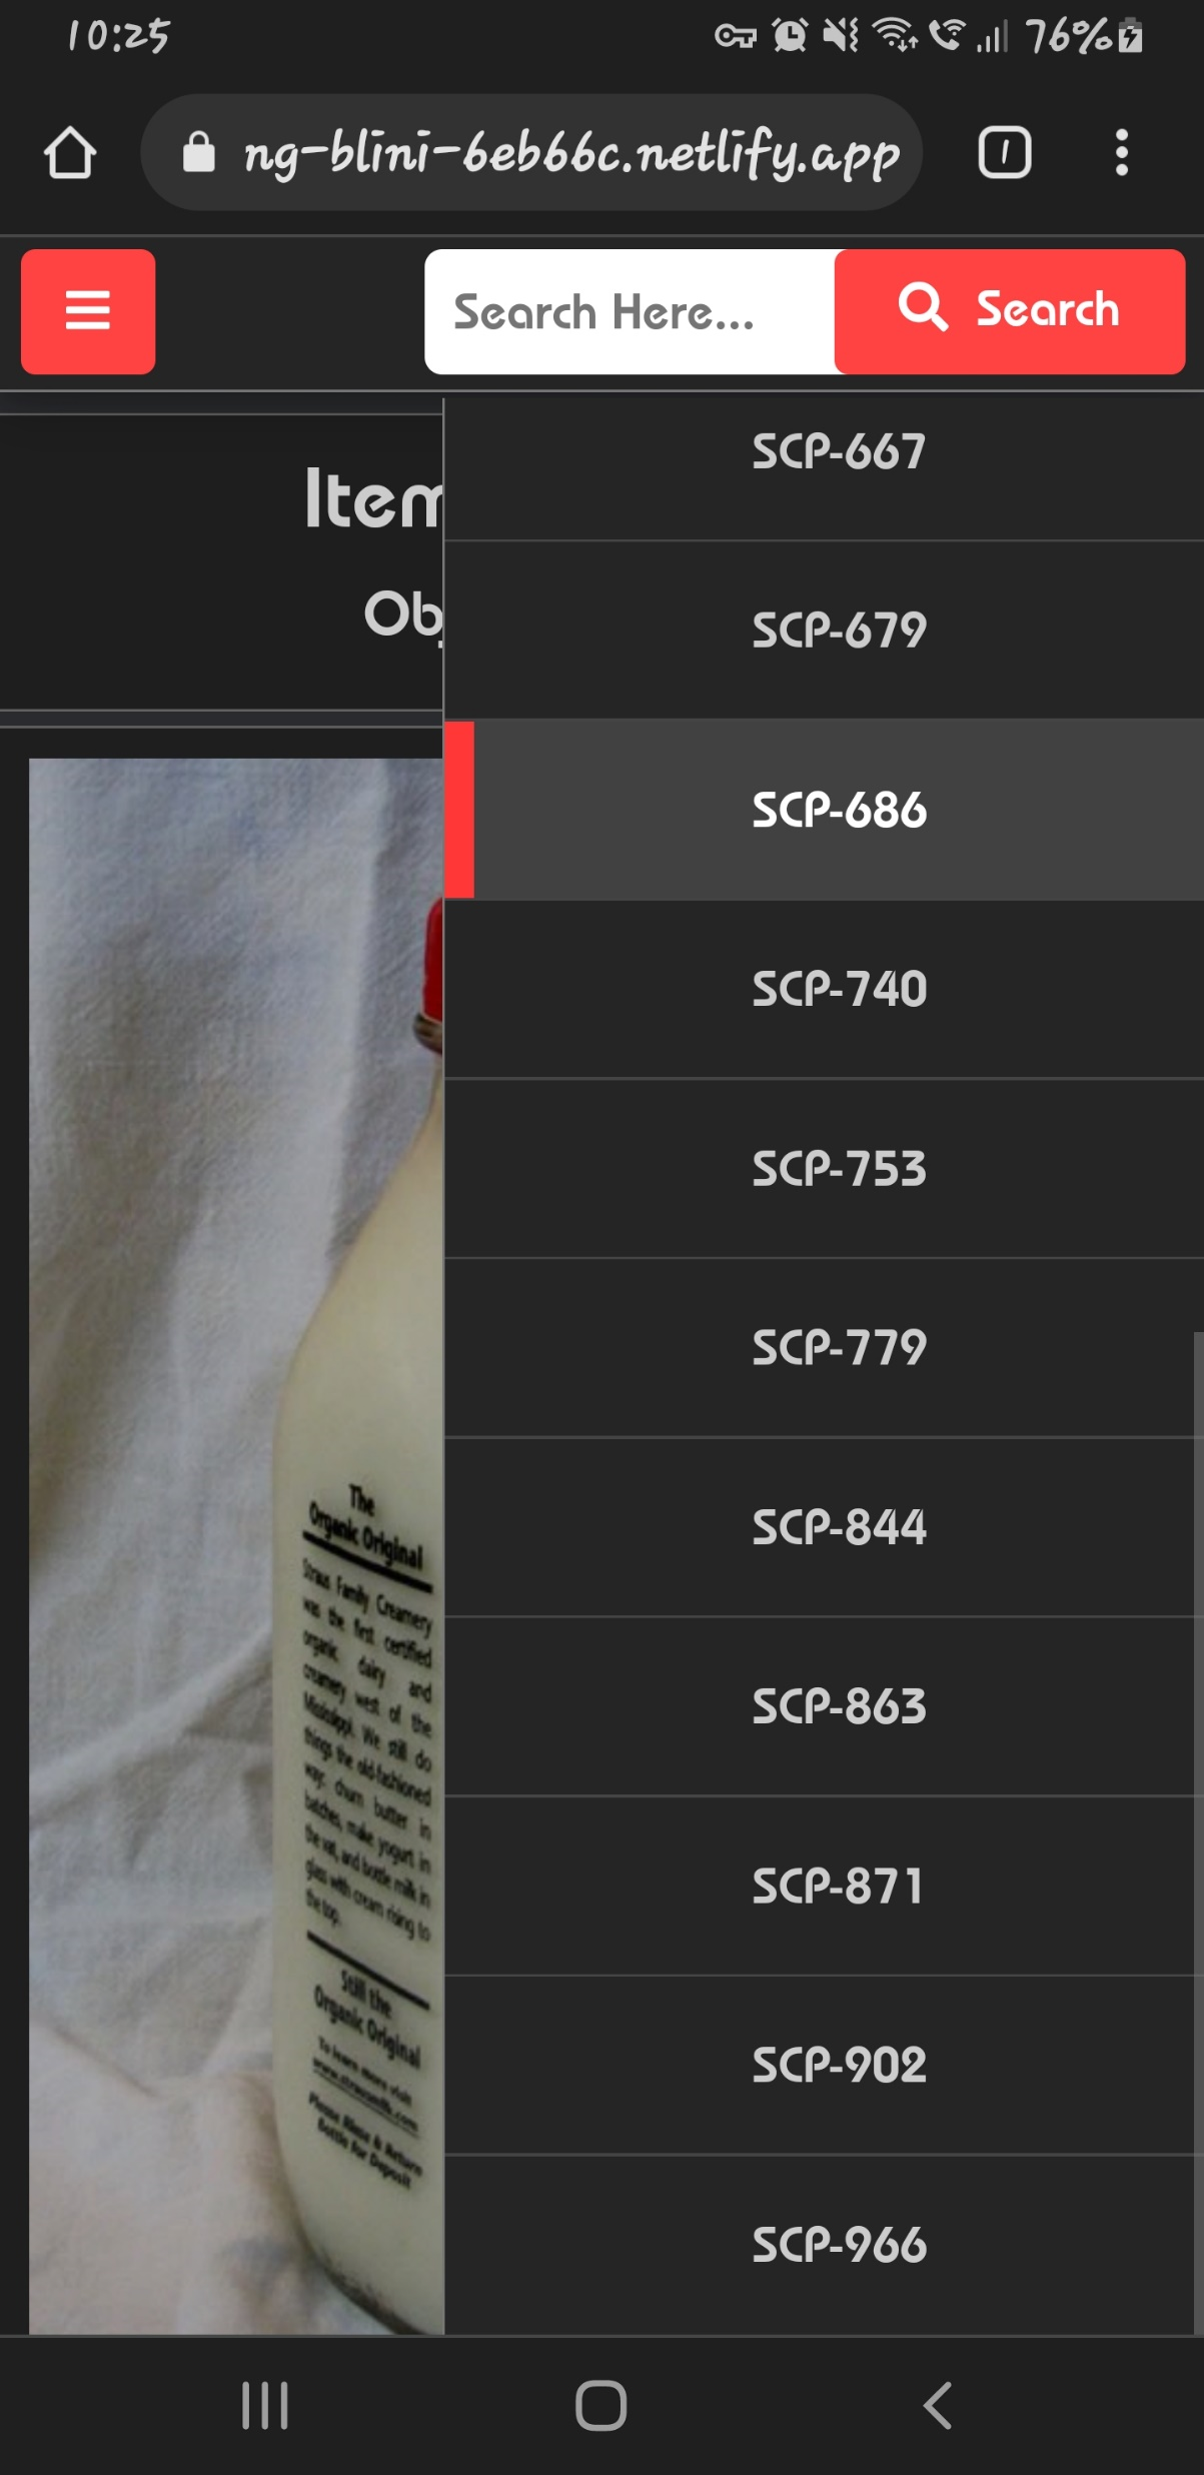 10:25
76%
ng-blini-6eb66c.netlify.app
1
Search Here...
Search
Item
Ob
SCP-667
SCP-679
SCP-686
SCP-740
SCP-753
SCP-779
SCP-844
SCP-863
SCP-871
SCP-902
SCP-966
The
Organic Original
Straus Family Creamery
was the first certified
organic dairy and
creamery west of the
Mississippi. We still do
things the old-fashioned
way: churn butter in
batches, make yogurt in
the vat, and bottle milk in
glass with cream rising to
the top.
Still the
Organic Original
To learn more visit
www.strausmilk.com
Please Rinse & Return
Bottle for Deposit